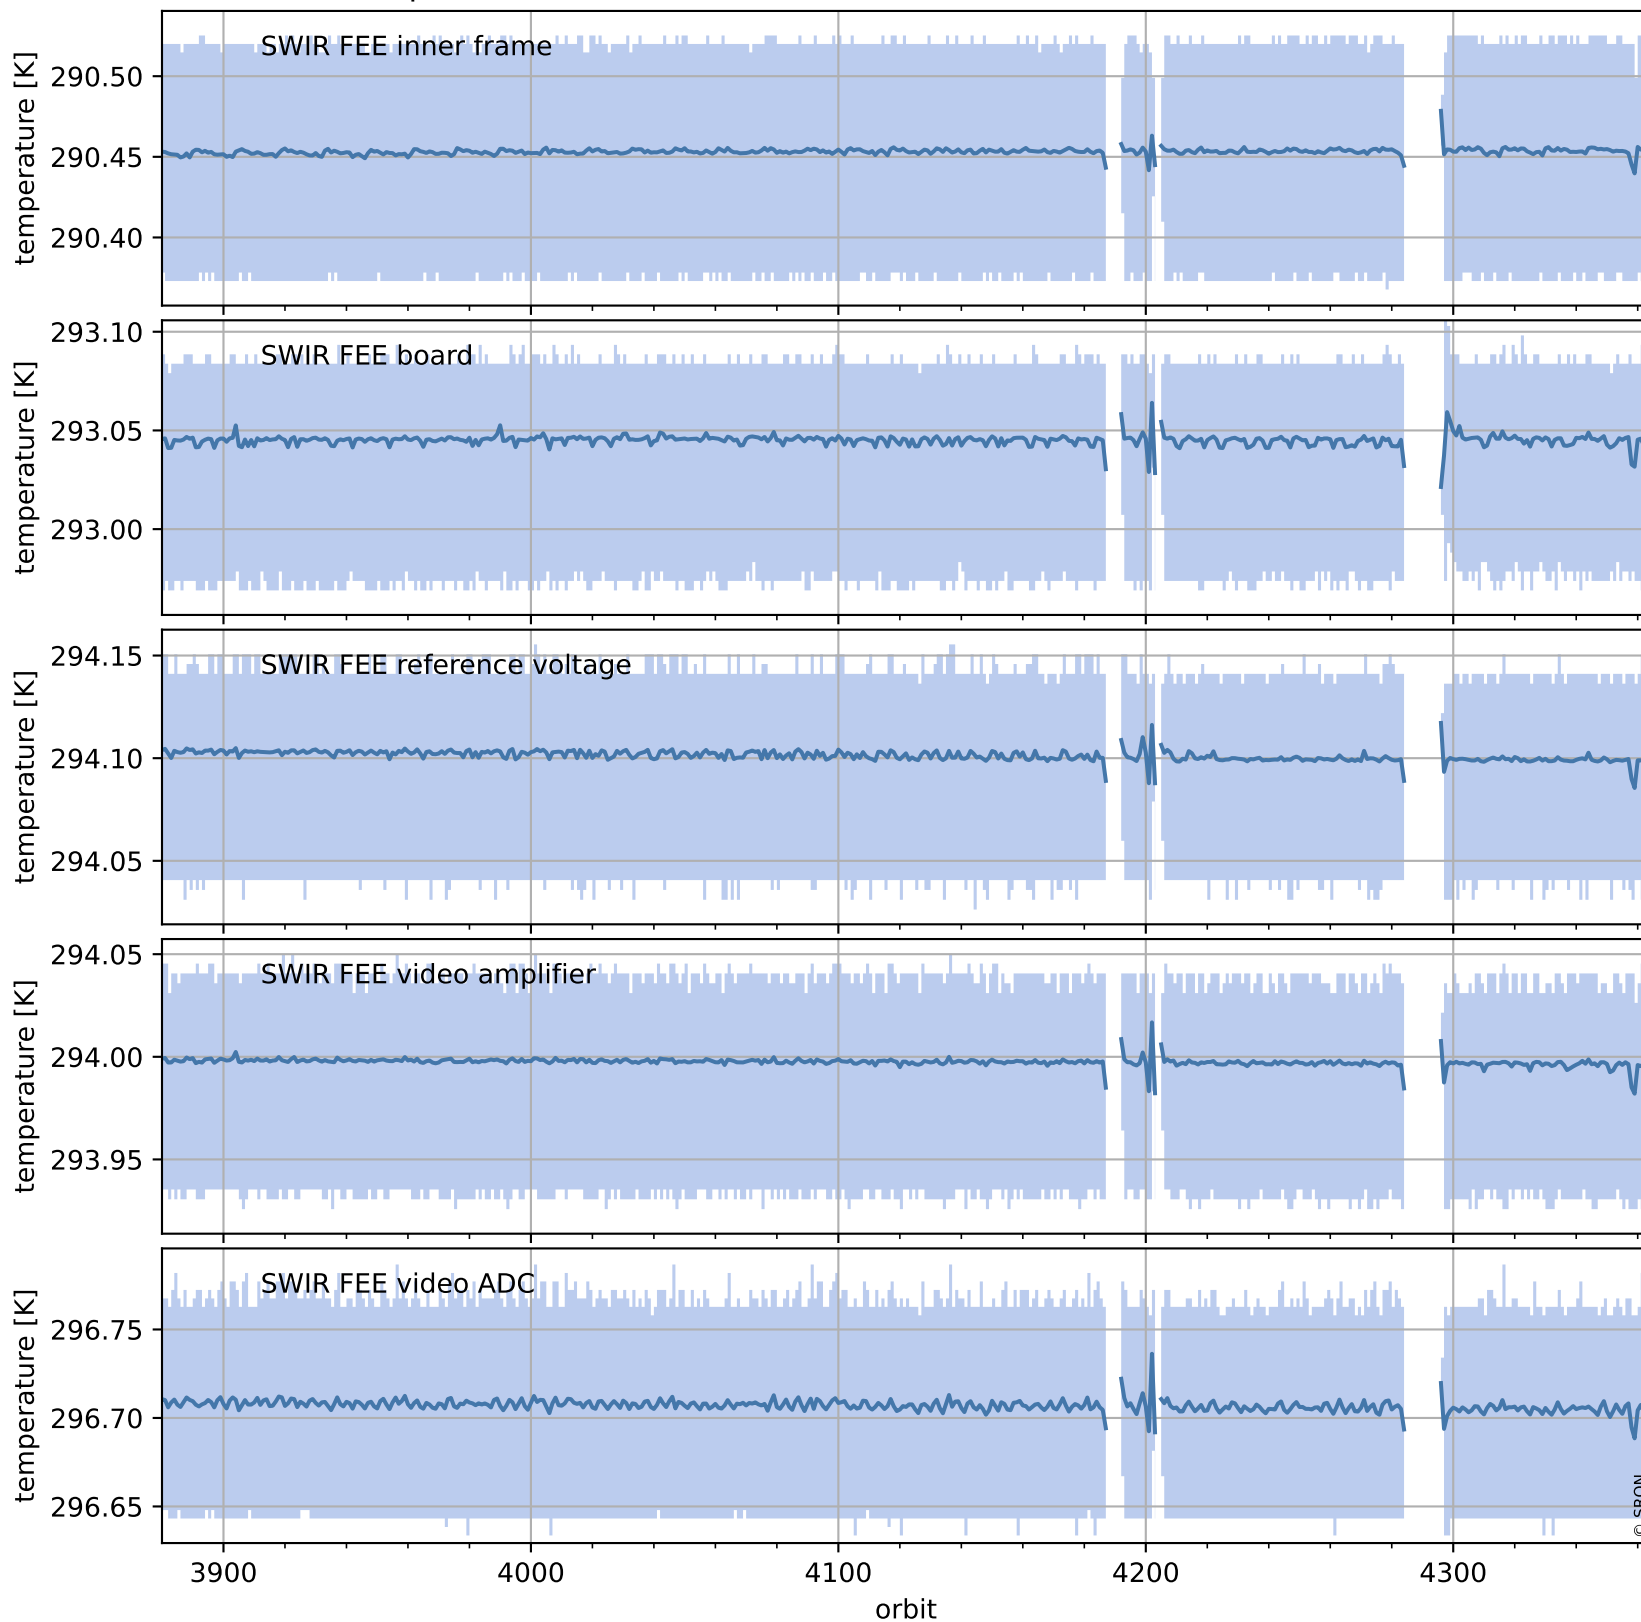 SWIR FEE inner frame
temperature [K]
290.50
290.45
290.40
SWIR FEE board
temperature [K]
293.10
293.05
293.00
SWIR FEE reference voltage
temperature [K]
294.15
294.10
294.05
SWIR FEE video amplifier
temperature [K]
294.05
294.00
293.95
SWIR FEE video ADC
temperature [K]
296.75
296.70
296.65
3900 4000 4100 4200 4300
orbit
© SRON